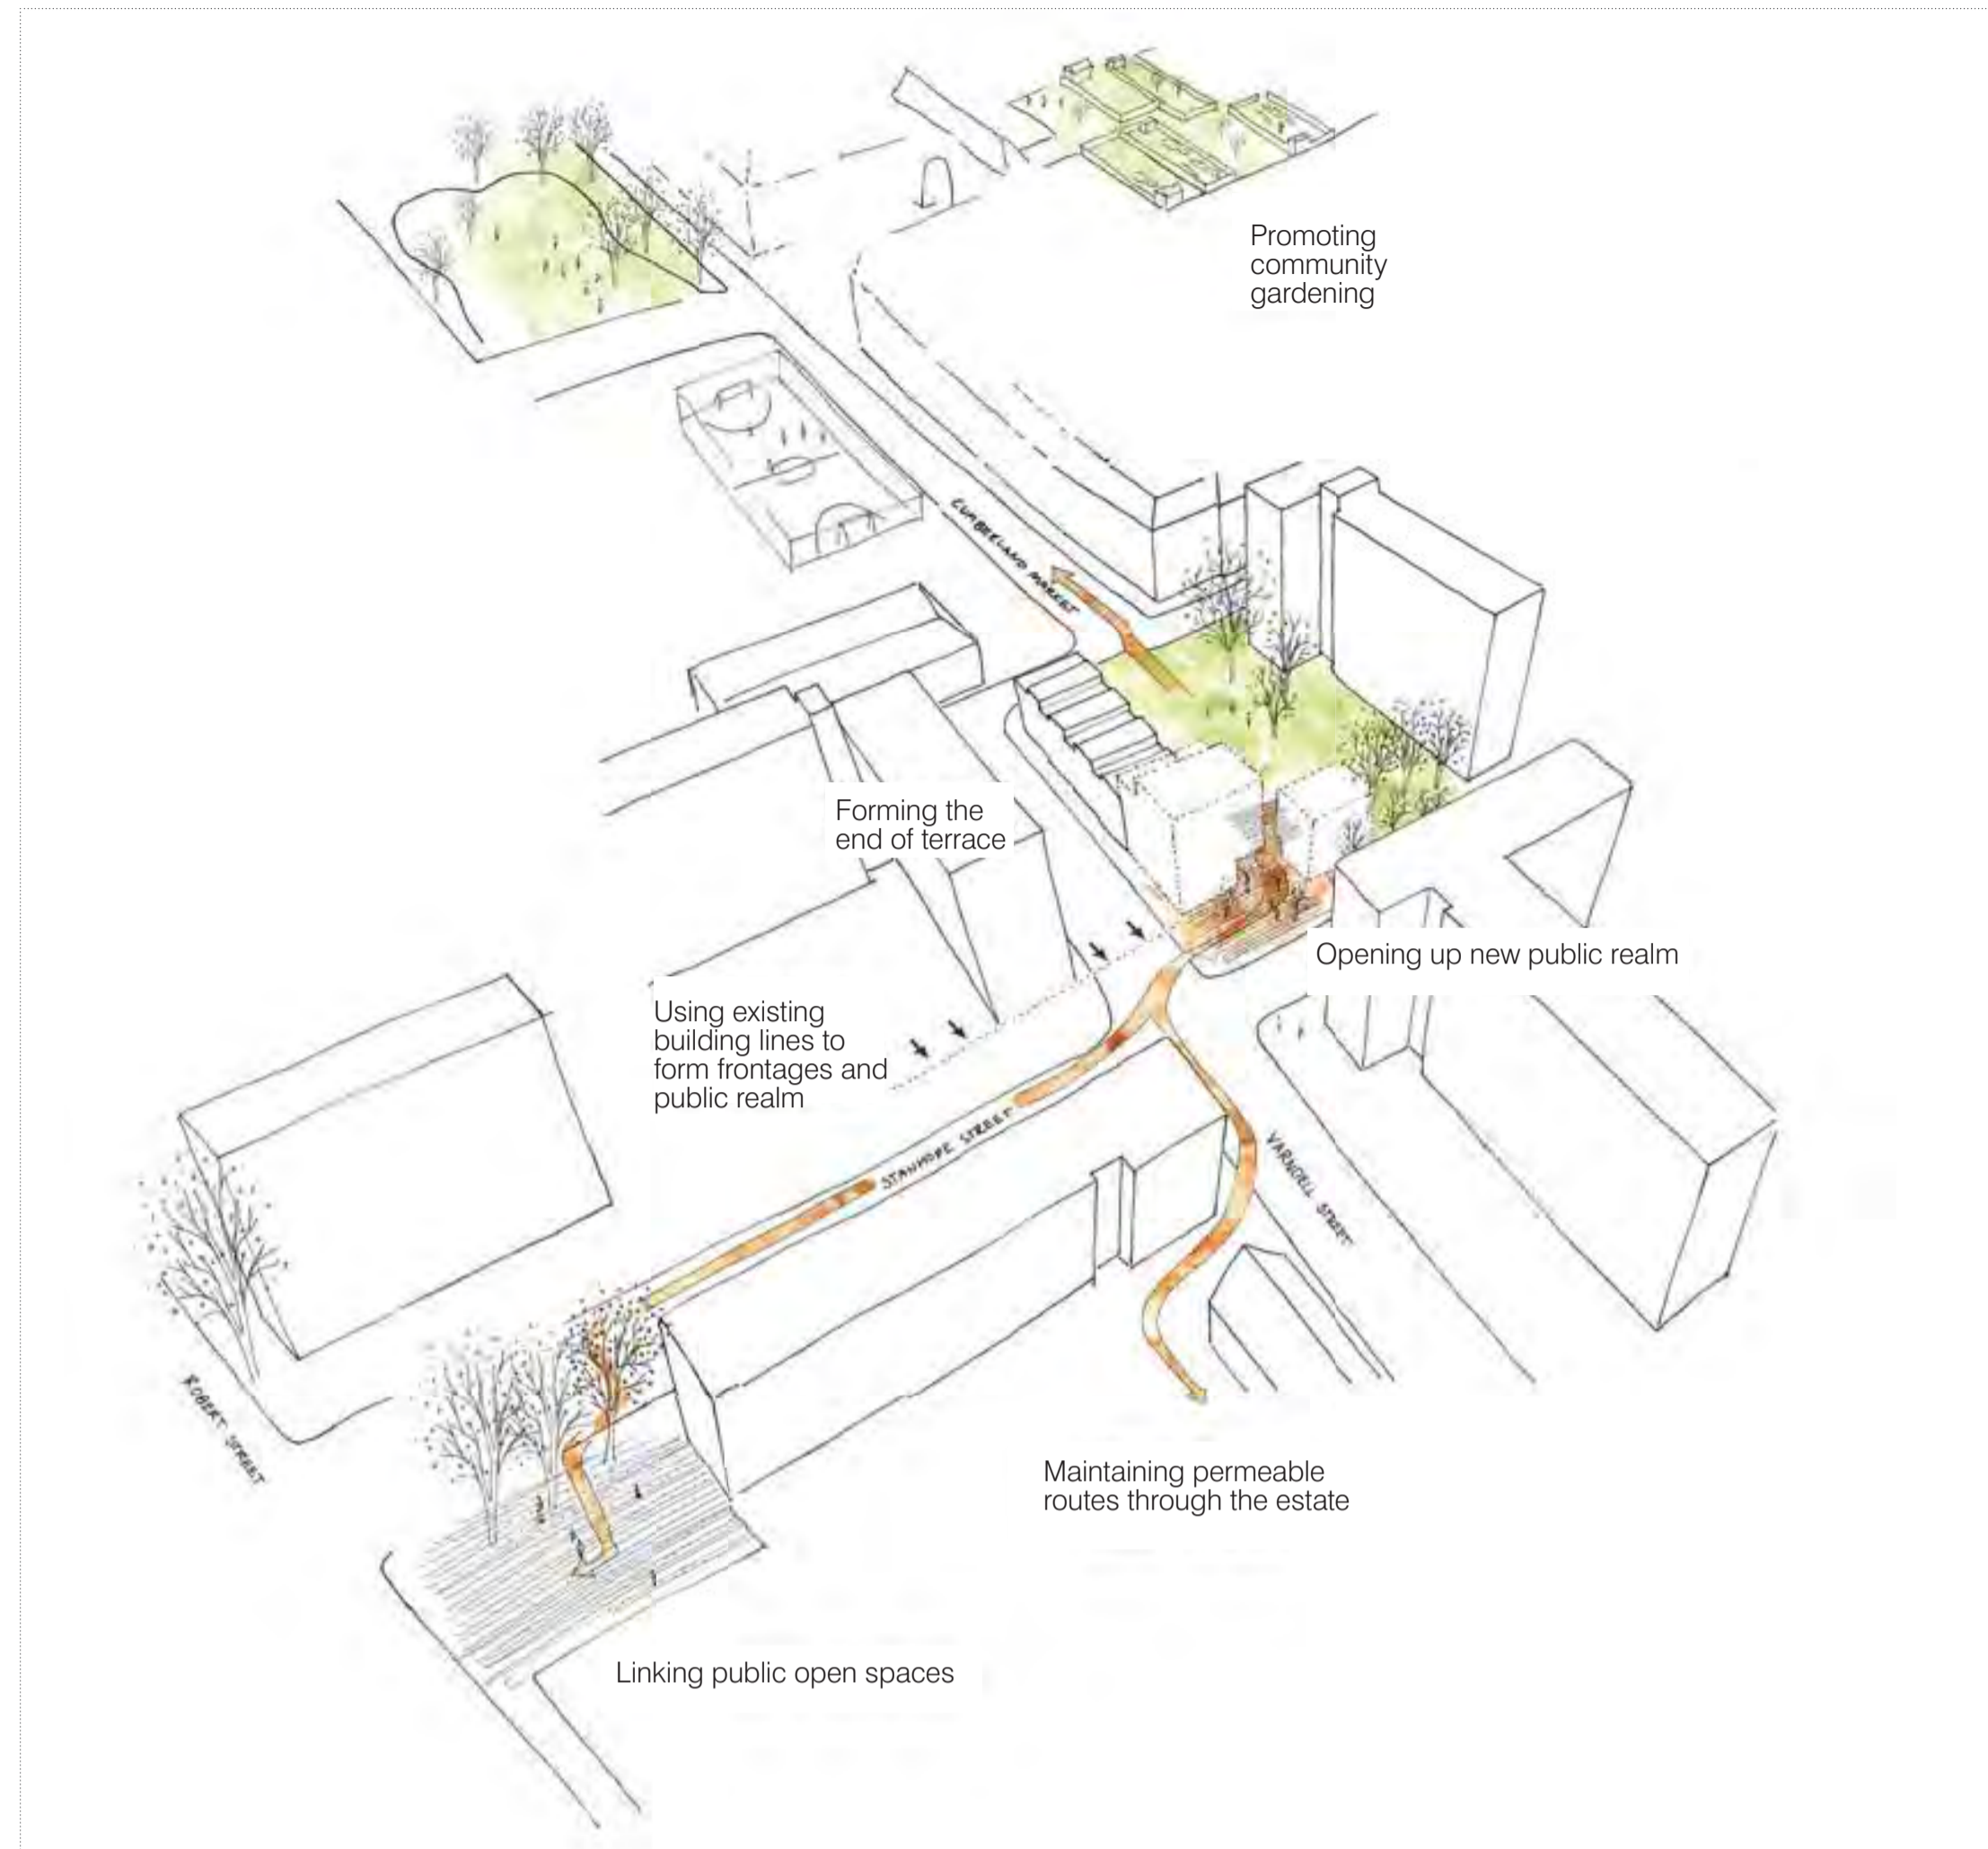 Promoting
community
gardening
CUMBERLAND MARKET
Forming the
end of terrace
Opening up new public realm
Using existing
building lines to
form frontages and
public realm
STANHOPE STREET
VARNDELL STREET
ROBERT STREET
Maintaining permeable
routes through the estate
Linking public open spaces